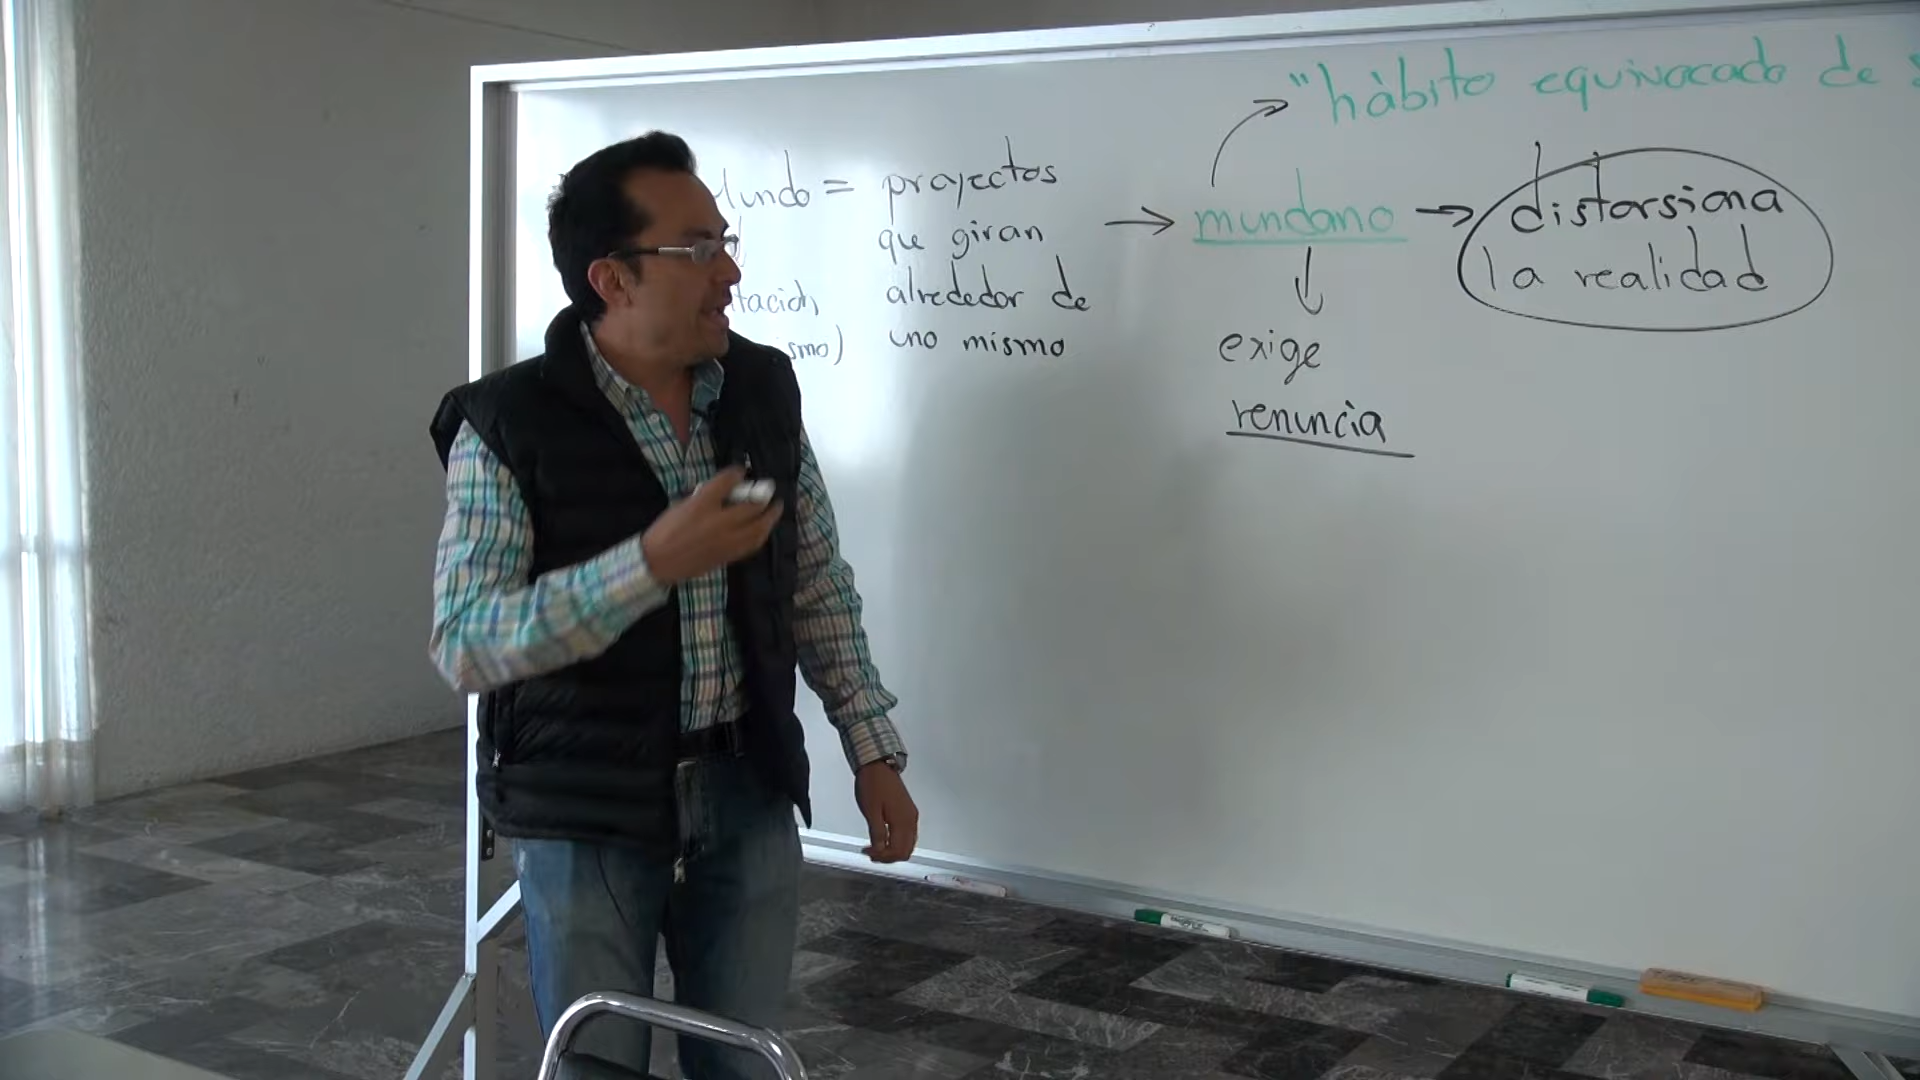 "hábito equivocado de
Mundo = proyectos
que giran
alrededor de
uno mismo
→ mundano → distorsiona
la realidad
↓
exige
renuncia